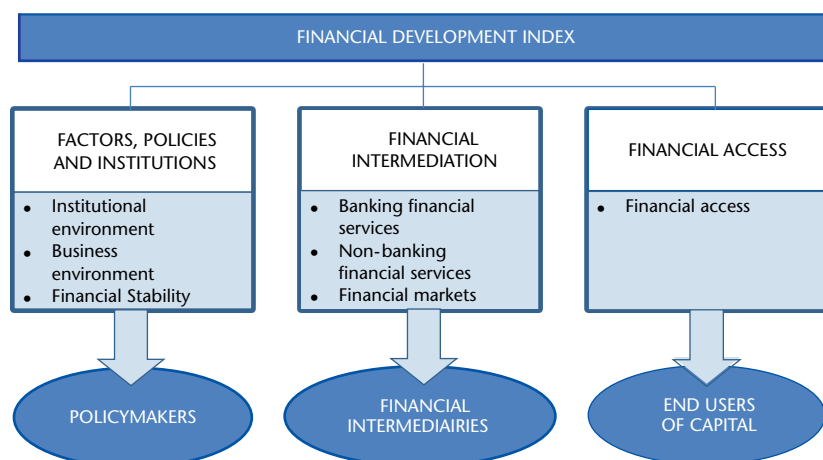 FINANCIAL DEVELOPMENT INDEX
FACTORS, POLICIES
AND INSTITUTIONS
• Institutional
environment
• Business
environment
• Financial Stability
POLICYMAKERS
FINANCIAL
INTERMEDIATION
• Banking financial
services
• Non-banking
financial services
• Financial markets
FINANCIAL
INTERMEDIAIRIES
FINANCIAL ACCESS
• Financial access
END USERS
OF CAPITAL